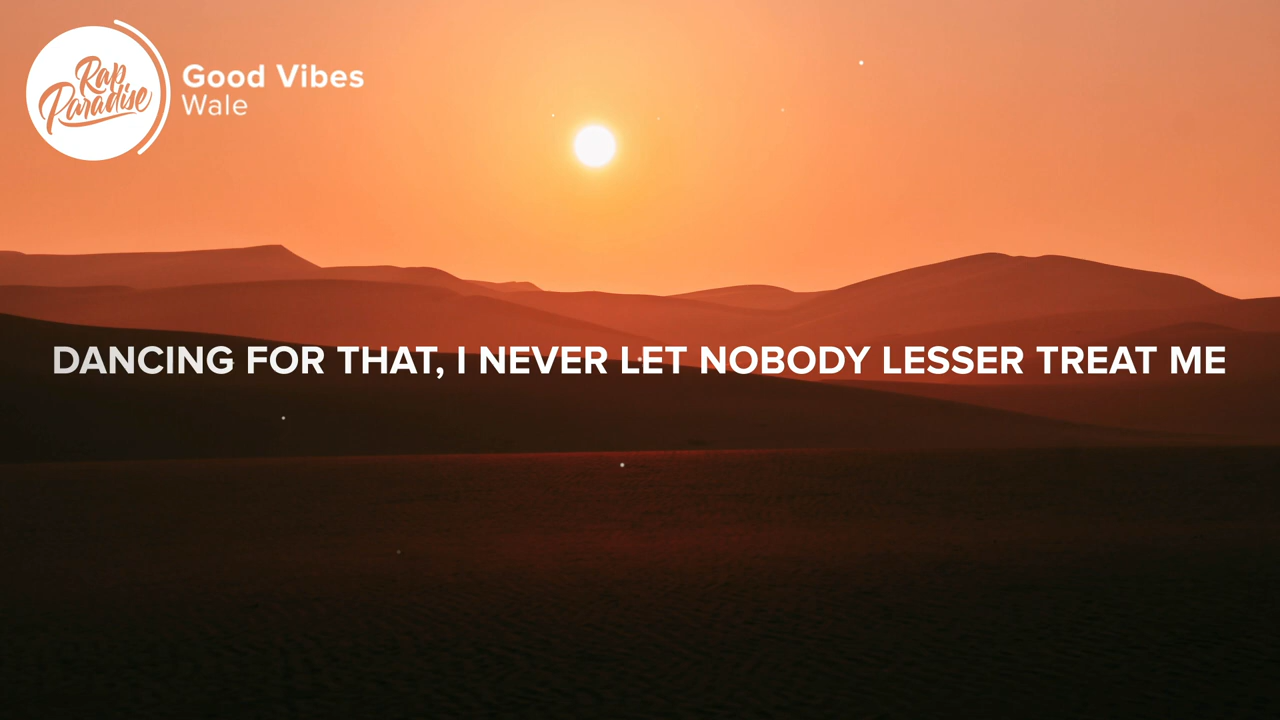 Rap
Paradise
Good Vibes
Wale
DANCING FOR THAT, I NEVER LET NOBODY LESSER TREAT ME